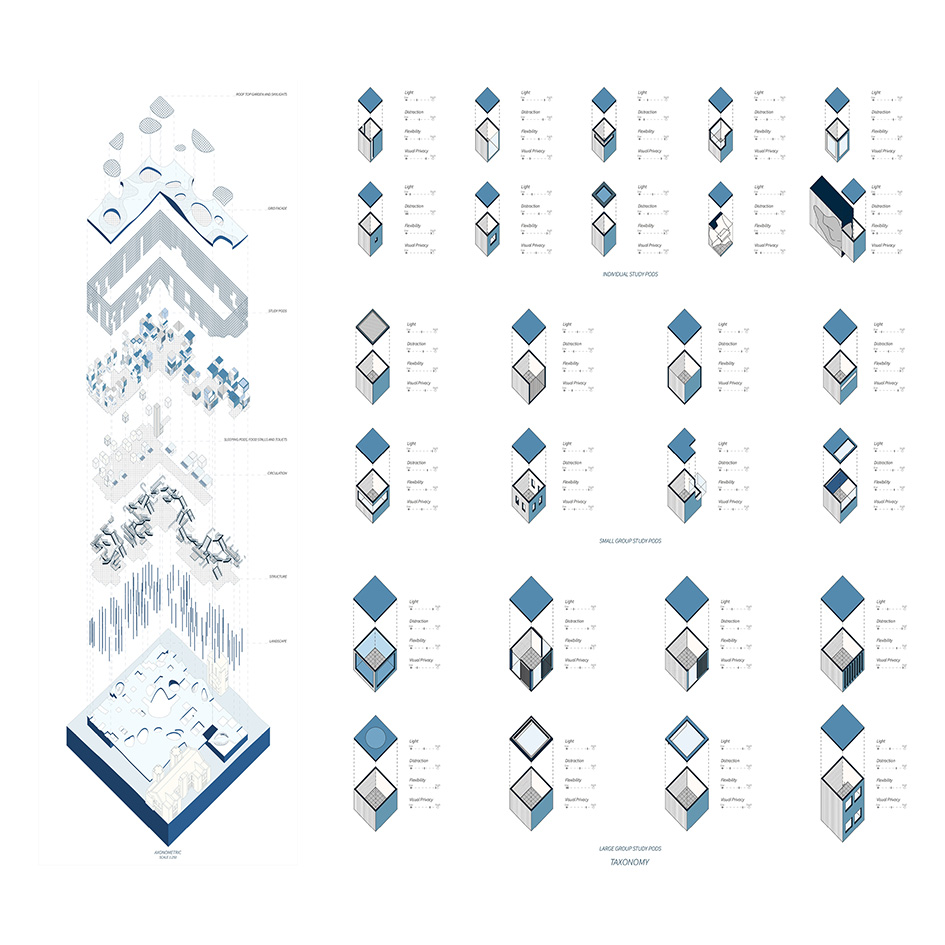 ROOF TOP GARDEN AND SKYLIGHTS
GRID FACADE
STUDY PODS
SLEEPING PODS, FOOD STALLS AND TOILETS
CIRCULATION
STRUCTURE
LANDSCAPE
AXONOMETRIC
SCALE 1:250
Light
Light
Light
Light
Light
Distraction
Distraction
Distraction
Distraction
Distraction
Flexibility
Flexibility
Flexibility
Flexibility
Flexibility
Visual Privacy
Visual Privacy
Visual Privacy
Visual Privacy
Visual Privacy
Light
Light
Light
Light
Light
Distraction
Distraction
Distraction
Distraction
Distraction
Flexibility
Flexibility
Flexibility
Flexibility
Flexibility
Visual Privacy
Visual Privacy
Visual Privacy
Visual Privacy
Visual Privacy
INDIVIDUAL STUDY PODS
Light
Light
Light
Light
Distraction
Distraction
Distraction
Distraction
Flexibility
Flexibility
Flexibility
Flexibility
Visual Privacy
Visual Privacy
Visual Privacy
Visual Privacy
Light
Light
Light
Light
Distraction
Distraction
Distraction
Distraction
Flexibility
Flexibility
Flexibility
Flexibility
Visual Privacy
Visual Privacy
Visual Privacy
Visual Privacy
SMALL GROUP STUDY PODS
Light
Light
Light
Light
Distraction
Distraction
Distraction
Distraction
Flexibility
Flexibility
Flexibility
Flexibility
Visual Privacy
Visual Privacy
Visual Privacy
Visual Privacy
Light
Light
Light
Light
Distraction
Distraction
Distraction
Distraction
Flexibility
Flexibility
Flexibility
Flexibility
Visual Privacy
Visual Privacy
Visual Privacy
Visual Privacy
LARGE GROUP STUDY PODS
TAXONOMY